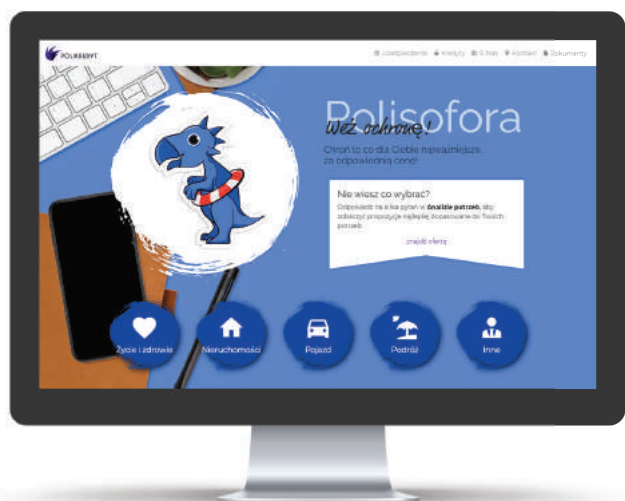 POLIKREDYT
ubezpieczenia kredyty O nas Kontakt Dokumenty
Polisofora
Weź ochronę!
Chroń to co dla Ciebie najważniejsze,
za odpowiednią cenę!
Nie wiesz co wybrać?
Odpowiedz na kilka pytań w Analizie potrzeb, aby
zobaczyć propozycje najlepiej dopasowane do Twoich
potrzeb
znajdź ofertę
Życie i zdrowie
Nieruchomości
Pojazd
Podróż
Inne